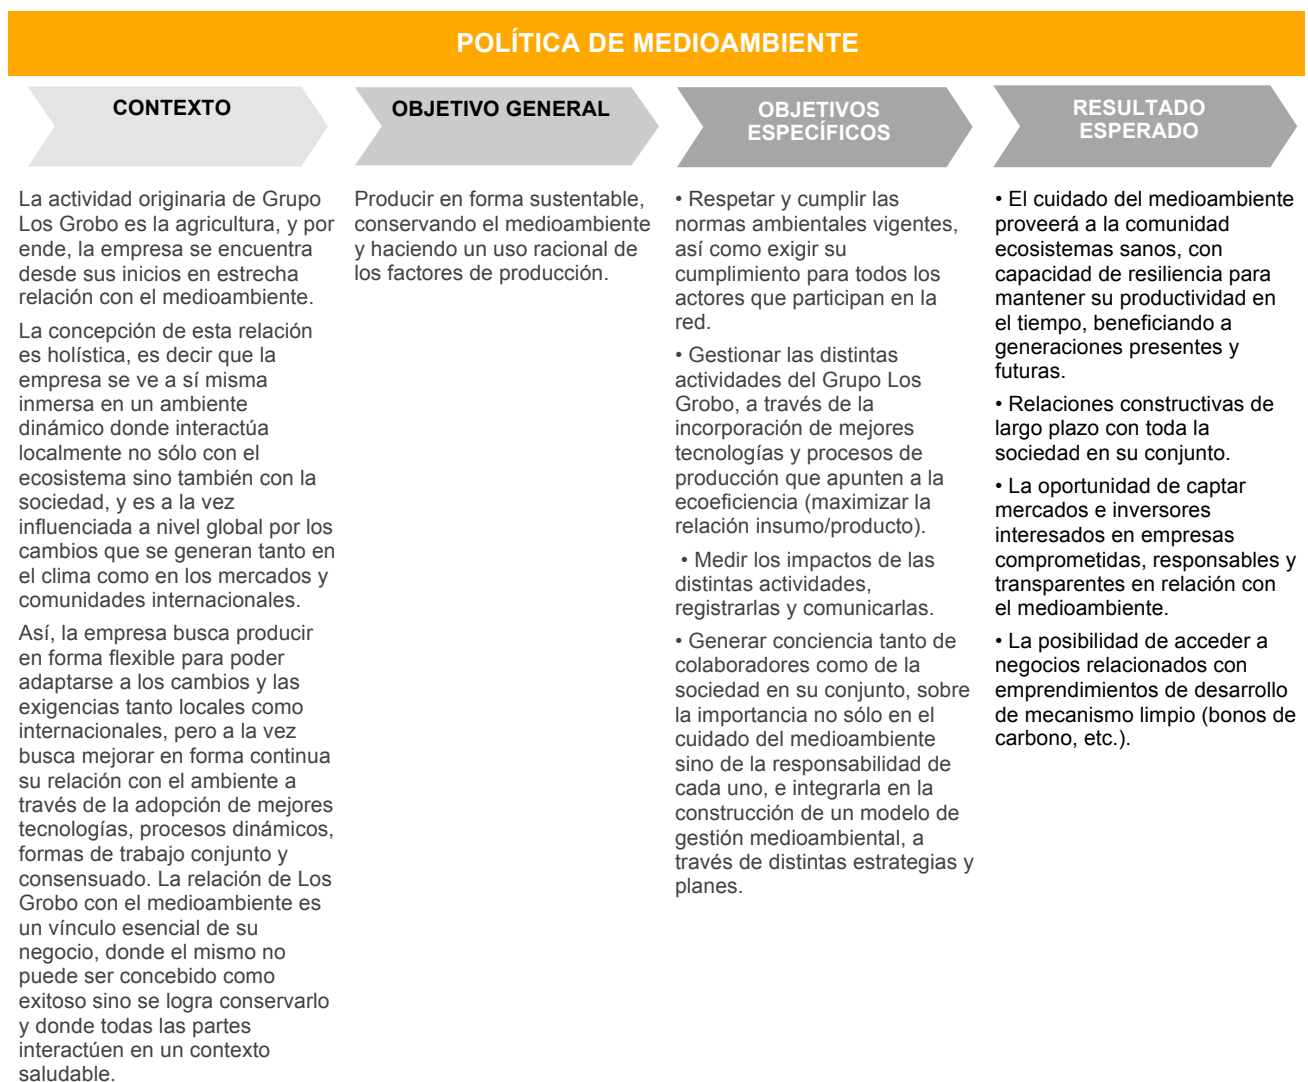 POLÍTICA DE MEDIOAMBIENTE
CONTEXTO
La actividad originaria de Grupo
Los Grobo es la agricultura, y por
ende, la empresa se encuentra
desde sus inicios en estrecha
relación con el medioambiente.
La concepción de esta relación
es holística, es decir que la
empresa se ve a sí misma
inmersa en un ambiente
dinámico donde interactúa
localmente no sólo con el
ecosistema sino también con la
sociedad, y es a la vez
influenciada a nivel global por los
cambios que se generan tanto en
el clima como en los mercados y
comunidades internacionales.
Así, la empresa busca producir
en forma flexible para poder
adaptarse a los cambios y las
exigencias tanto locales como
internacionales, pero a la vez
busca mejorar en forma continua
su relación con el ambiente a
través de la adopción de mejores
tecnologías, procesos dinámicos,
formas de trabajo conjunto y
consensuado. La relación de Los
Grobo con el medioambiente es
un vínculo esencial de su
negocio, donde el mismo no
puede ser concebido como
exitoso sino se logra conservarlo
y donde todas las partes
interactúen en un contexto
saludable.
OBJETIVO GENERAL
Producir en forma sustentable,
conservando el medioambiente
y haciendo un uso racional de
los factores de producción.
OBJETIVOS
ESPECÍFICOS
• Respetar y cumplir las
normas ambientales vigentes,
así como exigir su
cumplimiento para todos los
actores que participan en la
red.
• Gestionar las distintas
actividades del Grupo Los
Grobo, a través de la
incorporación de mejores
tecnologías y procesos de
producción que apunten a la
ecoeficiencia (maximizar la
relación insumo/producto).
• Medir los impactos de las
distintas actividades,
registrarlas y comunicarlas.
• Generar conciencia tanto de
colaboradores como de la
sociedad en su conjunto, sobre
la importancia no sólo en el
cuidado del medioambiente
sino de la responsabilidad de
cada uno, e integrarla en la
construcción de un modelo de
gestión medioambiental, a
través de distintas estrategias y
planes.
RESULTADO
ESPERADO
• El cuidado del medioambiente
proveerá a la comunidad
ecosistemas sanos, con
capacidad de resiliencia para
mantener su productividad en
el tiempo, beneficiando a
generaciones presentes y
futuras.
• Relaciones constructivas de
largo plazo con toda la
sociedad en su conjunto.
• La oportunidad de captar
mercados e inversores
interesados en empresas
comprometidas, responsables y
transparentes en relación con
el medioambiente.
• La posibilidad de acceder a
negocios relacionados con
emprendimientos de desarrollo
de mecanismo limpio (bonos de
carbono, etc.).